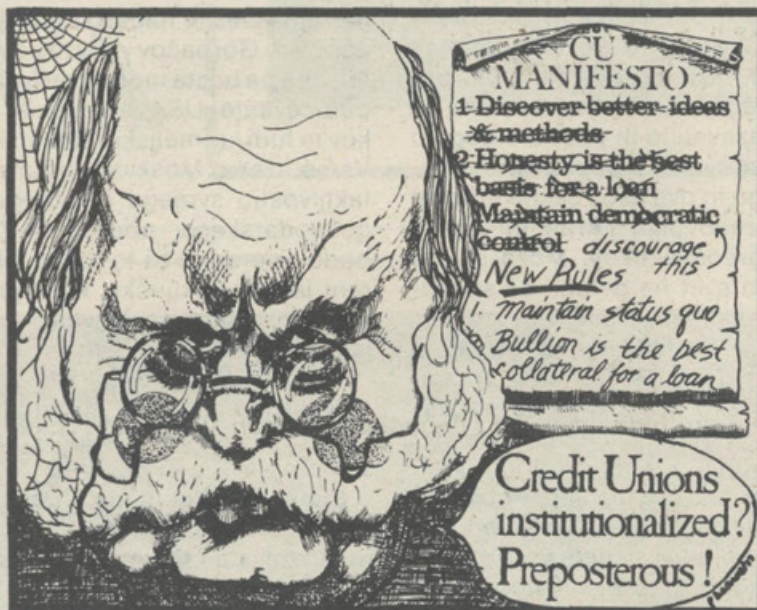 CU
MANIFESTO
1 Discover better ideas
& methods
2 Honesty is the best
basis for a loan
Maintain democratic
control discourage
this
New Rules
1. Maintain status quo
Bullion is the best
collateral for a loan
Credit Unions
institutionalized?
Preposterous!